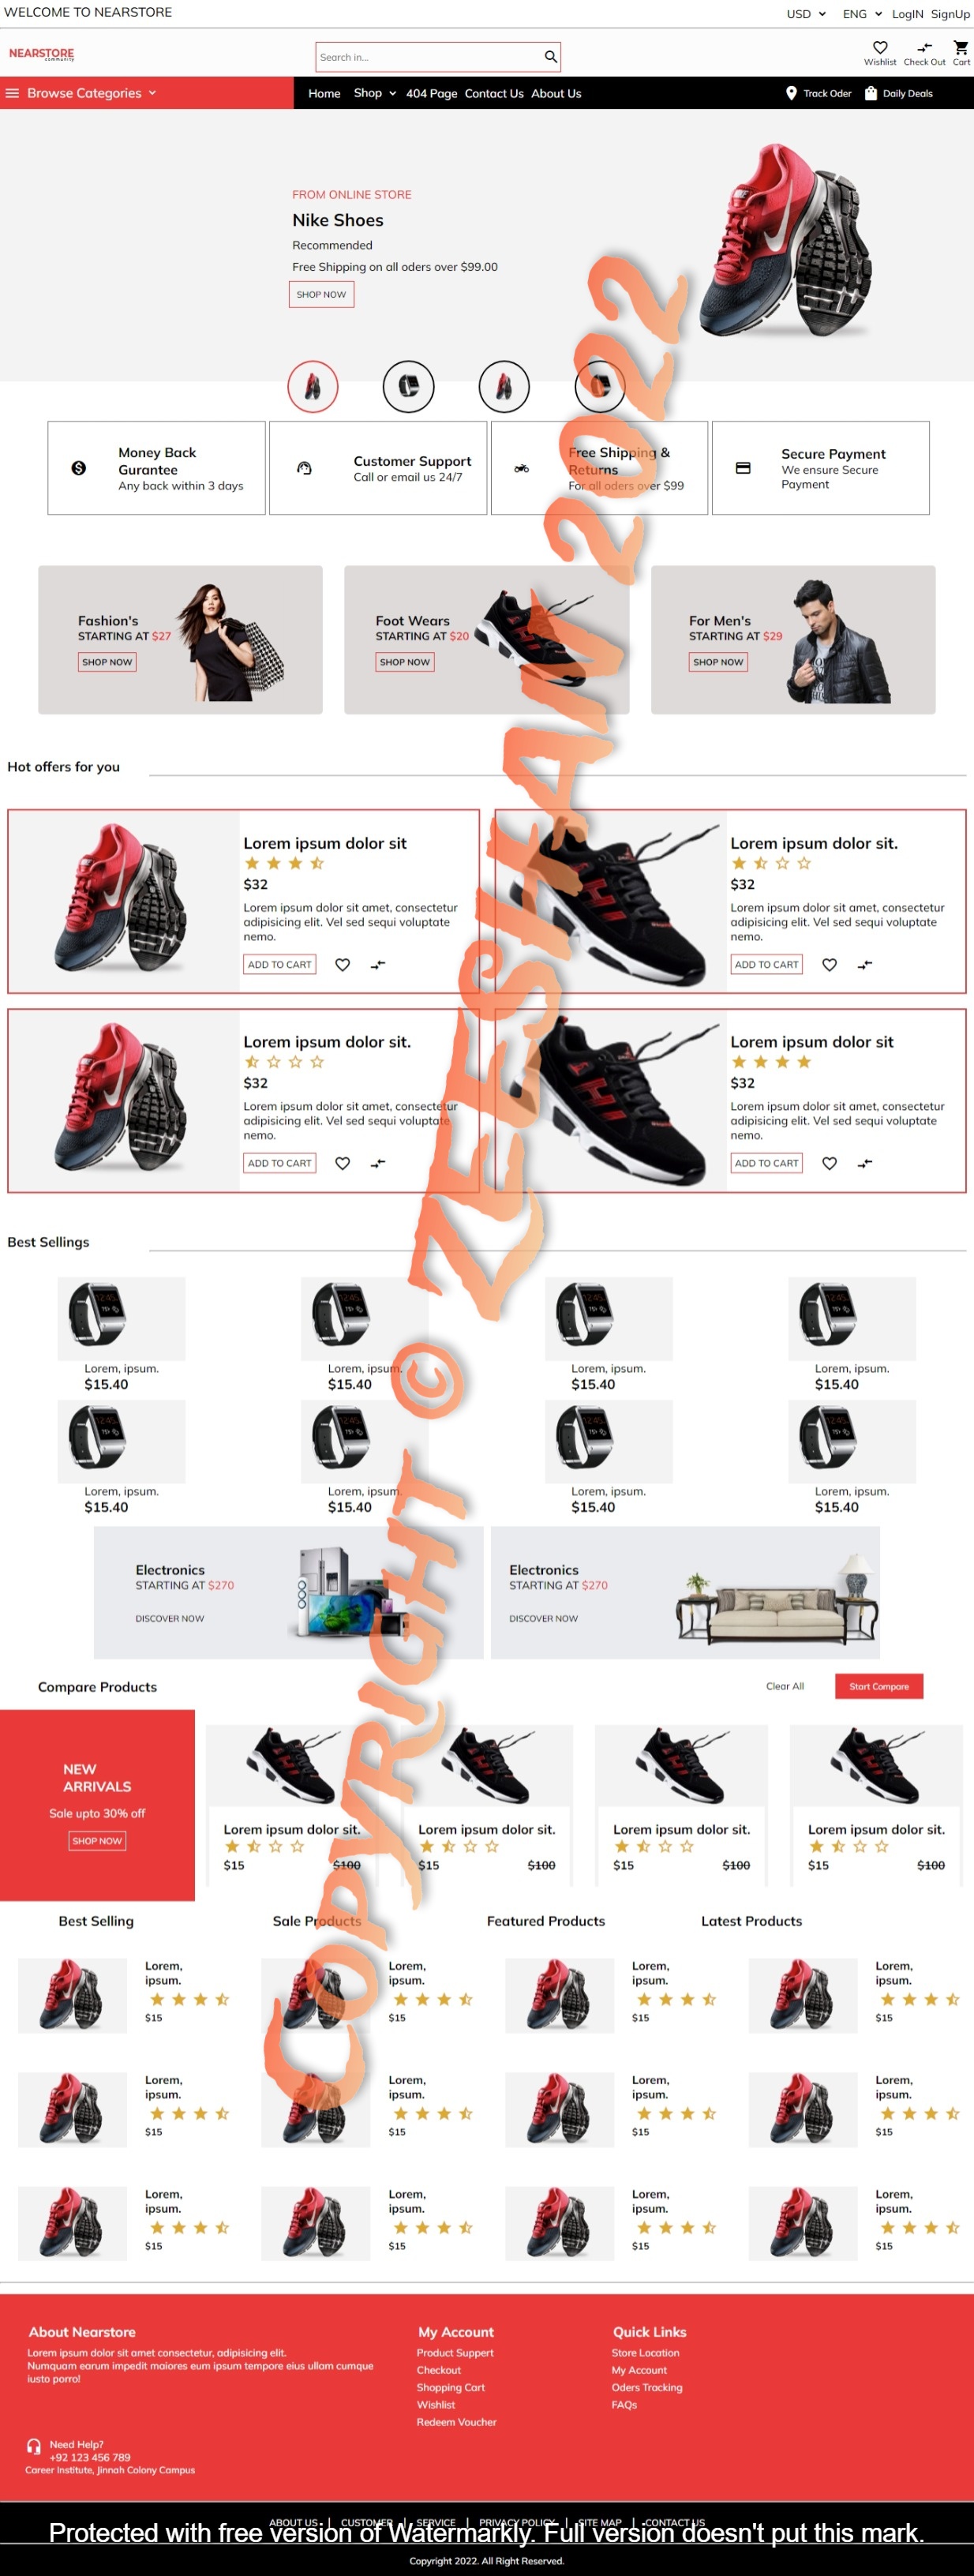 WELCOME TO NEARSTORE
USD ENG LogIN SignUp
NEARSTORE
community
Search in...
Wishlist Check Out Cart
Browse Categories
Home Shop 404 Page Contact Us About Us
Track Oder Daily Deals
FROM ONLINE STORE
Nike Shoes
Recommended
Free Shipping on all oders over $99.00
SHOP NOW
Money Back
Gurantee
Any back within 3 days
Customer Support
Call or email us 24/7
Free Shipping &
Returns
For all oders over $99
Secure Payment
We ensure Secure
Payment
Fashion's
STARTING AT $27
SHOP NOW
Foot Wears
STARTING AT $20
SHOP NOW
For Men's
STARTING AT $29
SHOP NOW
Hot offers for you
Lorem ipsum dolor sit
$32
Lorem ipsum dolor sit amet, consectetur
adipisicing elit. Vel sed sequi voluptate
nemo.
ADD TO CART
Lorem ipsum dolor sit.
$32
Lorem ipsum dolor sit amet, consectetur
adipisicing elit. Vel sed sequi voluptate
nemo.
ADD TO CART
Lorem ipsum dolor sit.
$32
Lorem ipsum dolor sit amet, consectetur
adipisicing elit. Vel sed sequi voluptate
nemo.
ADD TO CART
Lorem ipsum dolor sit
$32
Lorem ipsum dolor sit amet, consectetur
adipisicing elit. Vel sed sequi voluptate
nemo.
ADD TO CART
Best Sellings
Lorem, ipsum. Lorem, ipsum. Lorem, ipsum. Lorem, ipsum.
$15.40 $15.40 $15.40 $15.40
Lorem, ipsum. Lorem, ipsum. Lorem, ipsum. Lorem, ipsum.
$15.40 $15.40 $15.40 $15.40
Electronics
STARTING AT $270
DISCOVER NOW
Electronics
STARTING AT $270
DISCOVER NOW
Compare Products
Clear All Start Compare
NEW
ARRIVALS
Sale upto 30% off
SHOP NOW
Lorem ipsum dolor sit. Lorem ipsum dolor sit. Lorem ipsum dolor sit. Lorem ipsum dolor sit.
$15 $100 $15 $100 $15 $100 $15 $100
Best Selling Sale Products Featured Products Latest Products
Lorem, Lorem, Lorem, Lorem,
ipsum. ipsum. ipsum. ipsum.
$15 $15 $15 $15
Lorem, Lorem, Lorem, Lorem,
ipsum. ipsum. ipsum. ipsum.
$15 $15 $15 $15
Lorem, Lorem, Lorem, Lorem,
ipsum. ipsum. ipsum. ipsum.
$15 $15 $15 $15
About Nearstore
Lorem ipsum dolor sit amet consectetur, adipisicing elit.
Numquam earum impedit maiores eum ipsum tempore eius ullam cumque
iusto porro!
Need Help?
+92 123 456 789
Career Institute, Jinnah Colony Campus
My Account
Product Support
Checkout
Shopping Cart
Wishlist
Redeem Voucher
Quick Links
Store Location
My Account
Oders Tracking
FAQs
ABOUT US | CUSTOMER | SERVICE | PRIVACY POLICY | SITE MAP | CONTACT US
Protected with free version of Watermarkly. Full version doesn't put this mark.
Copyright 2022. All Right Reserved.
COPYRIGHT © ZEESHAN 2022